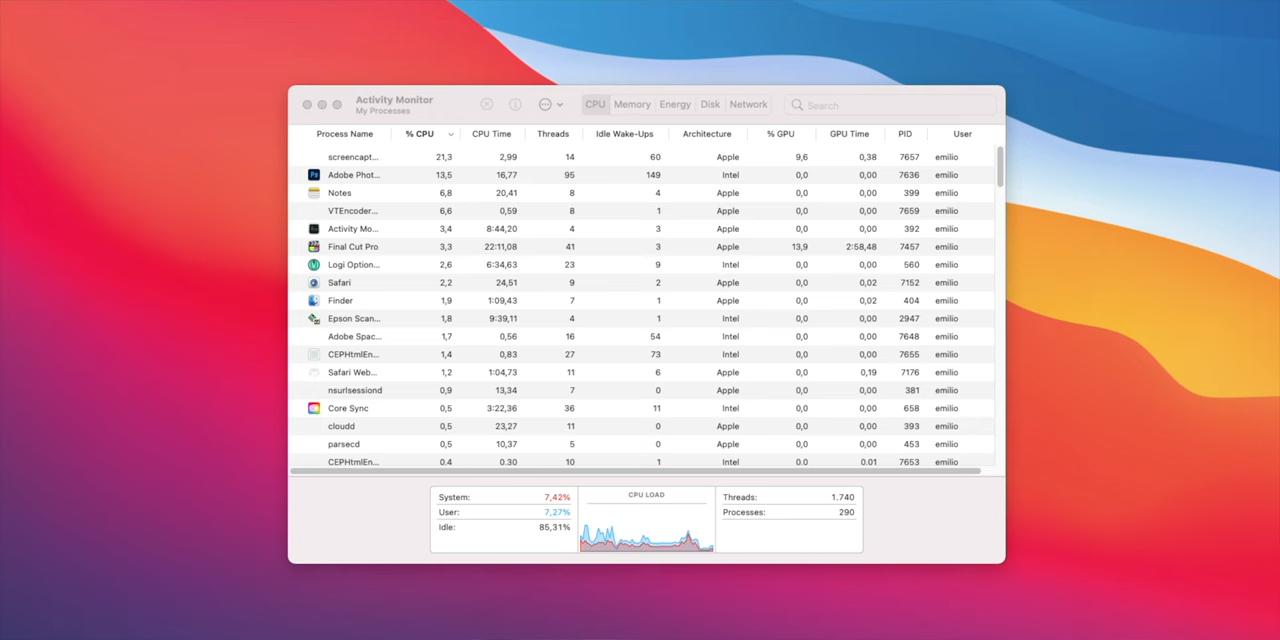 Activity Monitor
My Processes
CPU Memory Energy Disk Network Search
Process Name % CPU CPU Time Threads Idle Wake-Ups Architecture % GPU GPU Time PID User
screencapt... 21,3 2,99 14 60 Apple 9,6 0,38 7657 emilio
Ps Adobe Phot... 13,5 16,77 95 149 Intel 0,0 0,00 7636 emilio
Notes 6,8 20,41 8 4 Apple 0,0 0,00 399 emilio
VTEncoder... 6,6 0,59 8 1 Apple 0,0 0,00 7659 emilio
Activity Mo... 3,4 8:44,20 4 3 Apple 0,0 0,00 392 emilio
Final Cut Pro 3,3 22:11,08 41 3 Apple 13,9 2:58,48 7457 emilio
Logi Option... 2,6 6:34,63 23 9 Intel 0,0 0,00 560 emilio
Safari 2,2 24,51 9 2 Apple 0,0 0,02 7152 emilio
Finder 1,9 1:09,43 7 1 Apple 0,0 0,02 404 emilio
Epson Scan... 1,8 9:39,11 4 1 Intel 0,0 0,00 2947 emilio
Adobe Spac... 1,7 0,56 16 54 Intel 0,0 0,00 7648 emilio
CEPHtmlEn... 1,4 0,83 27 73 Intel 0,0 0,00 7655 emilio
Safari Web... 1,2 1:04,73 11 6 Apple 0,0 0,19 7176 emilio
nsurlsessiond 0,9 13,34 7 0 Apple 0,0 0,00 381 emilio
Core Sync 0,5 3:22,36 36 11 Intel 0,0 0,00 658 emilio
cloudd 0,5 23,27 11 0 Apple 0,0 0,00 393 emilio
parsecd 0,5 10,37 5 0 Apple 0,0 0,00 453 emilio
CEPHtmlEn... 0.4 0.30 10 1 Intel 0.0 0.01 7653 emilio
System: 7,42% CPU LOAD Threads: 1.740
User: 7,27% Processes: 290
Idle: 85,31%